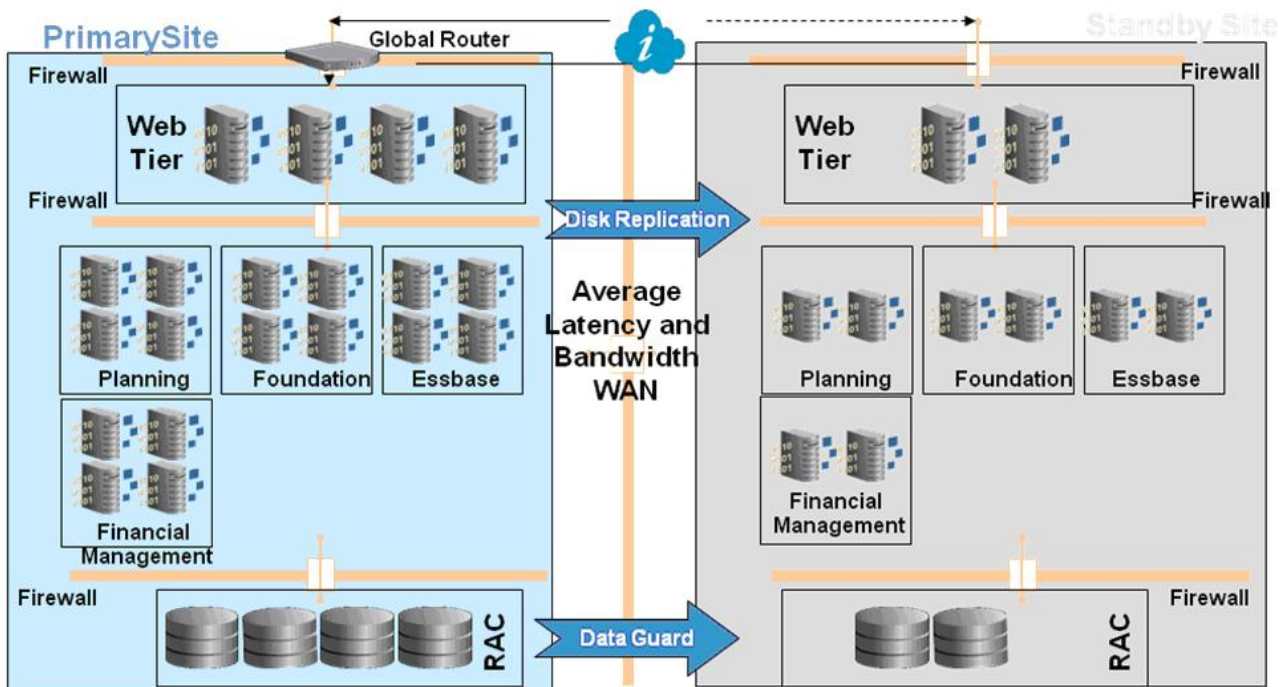 PrimarySite
Global Router
Standby Site
Firewall
Firewall
Web
Tier
Web
Tier
Firewall
Firewall
Disk Replication
Average
Latency and
Bandwidth
WAN
Planning
Foundation
Essbase
Planning
Foundation
Essbase
Financial
Management
Financial
Management
Firewall
Firewall
RAC
Data Guard
RAC